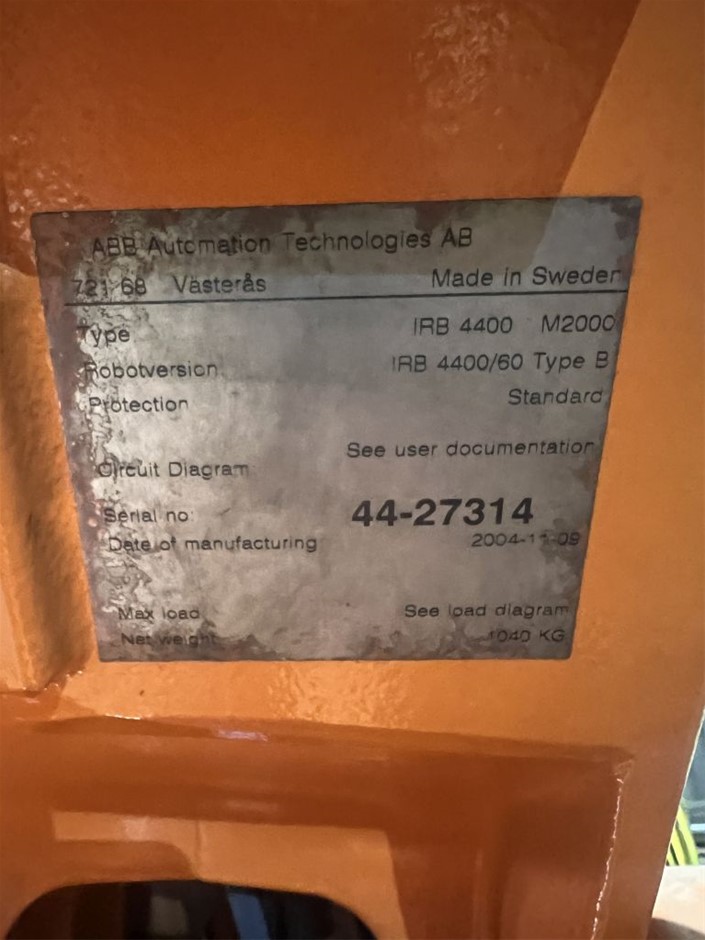 ABB Automation Technologies AB
721 68 Västerås Made in Sweden
Type IRB 4400 M2000
Robotversion IRB 4400/60 Type B
Protection Standard
See user documentation
Circuit Diagram
Serial no: 44-27314
Date of manufacturing 2004-11-09
Max load See load diagram
Net weight 1040 KG